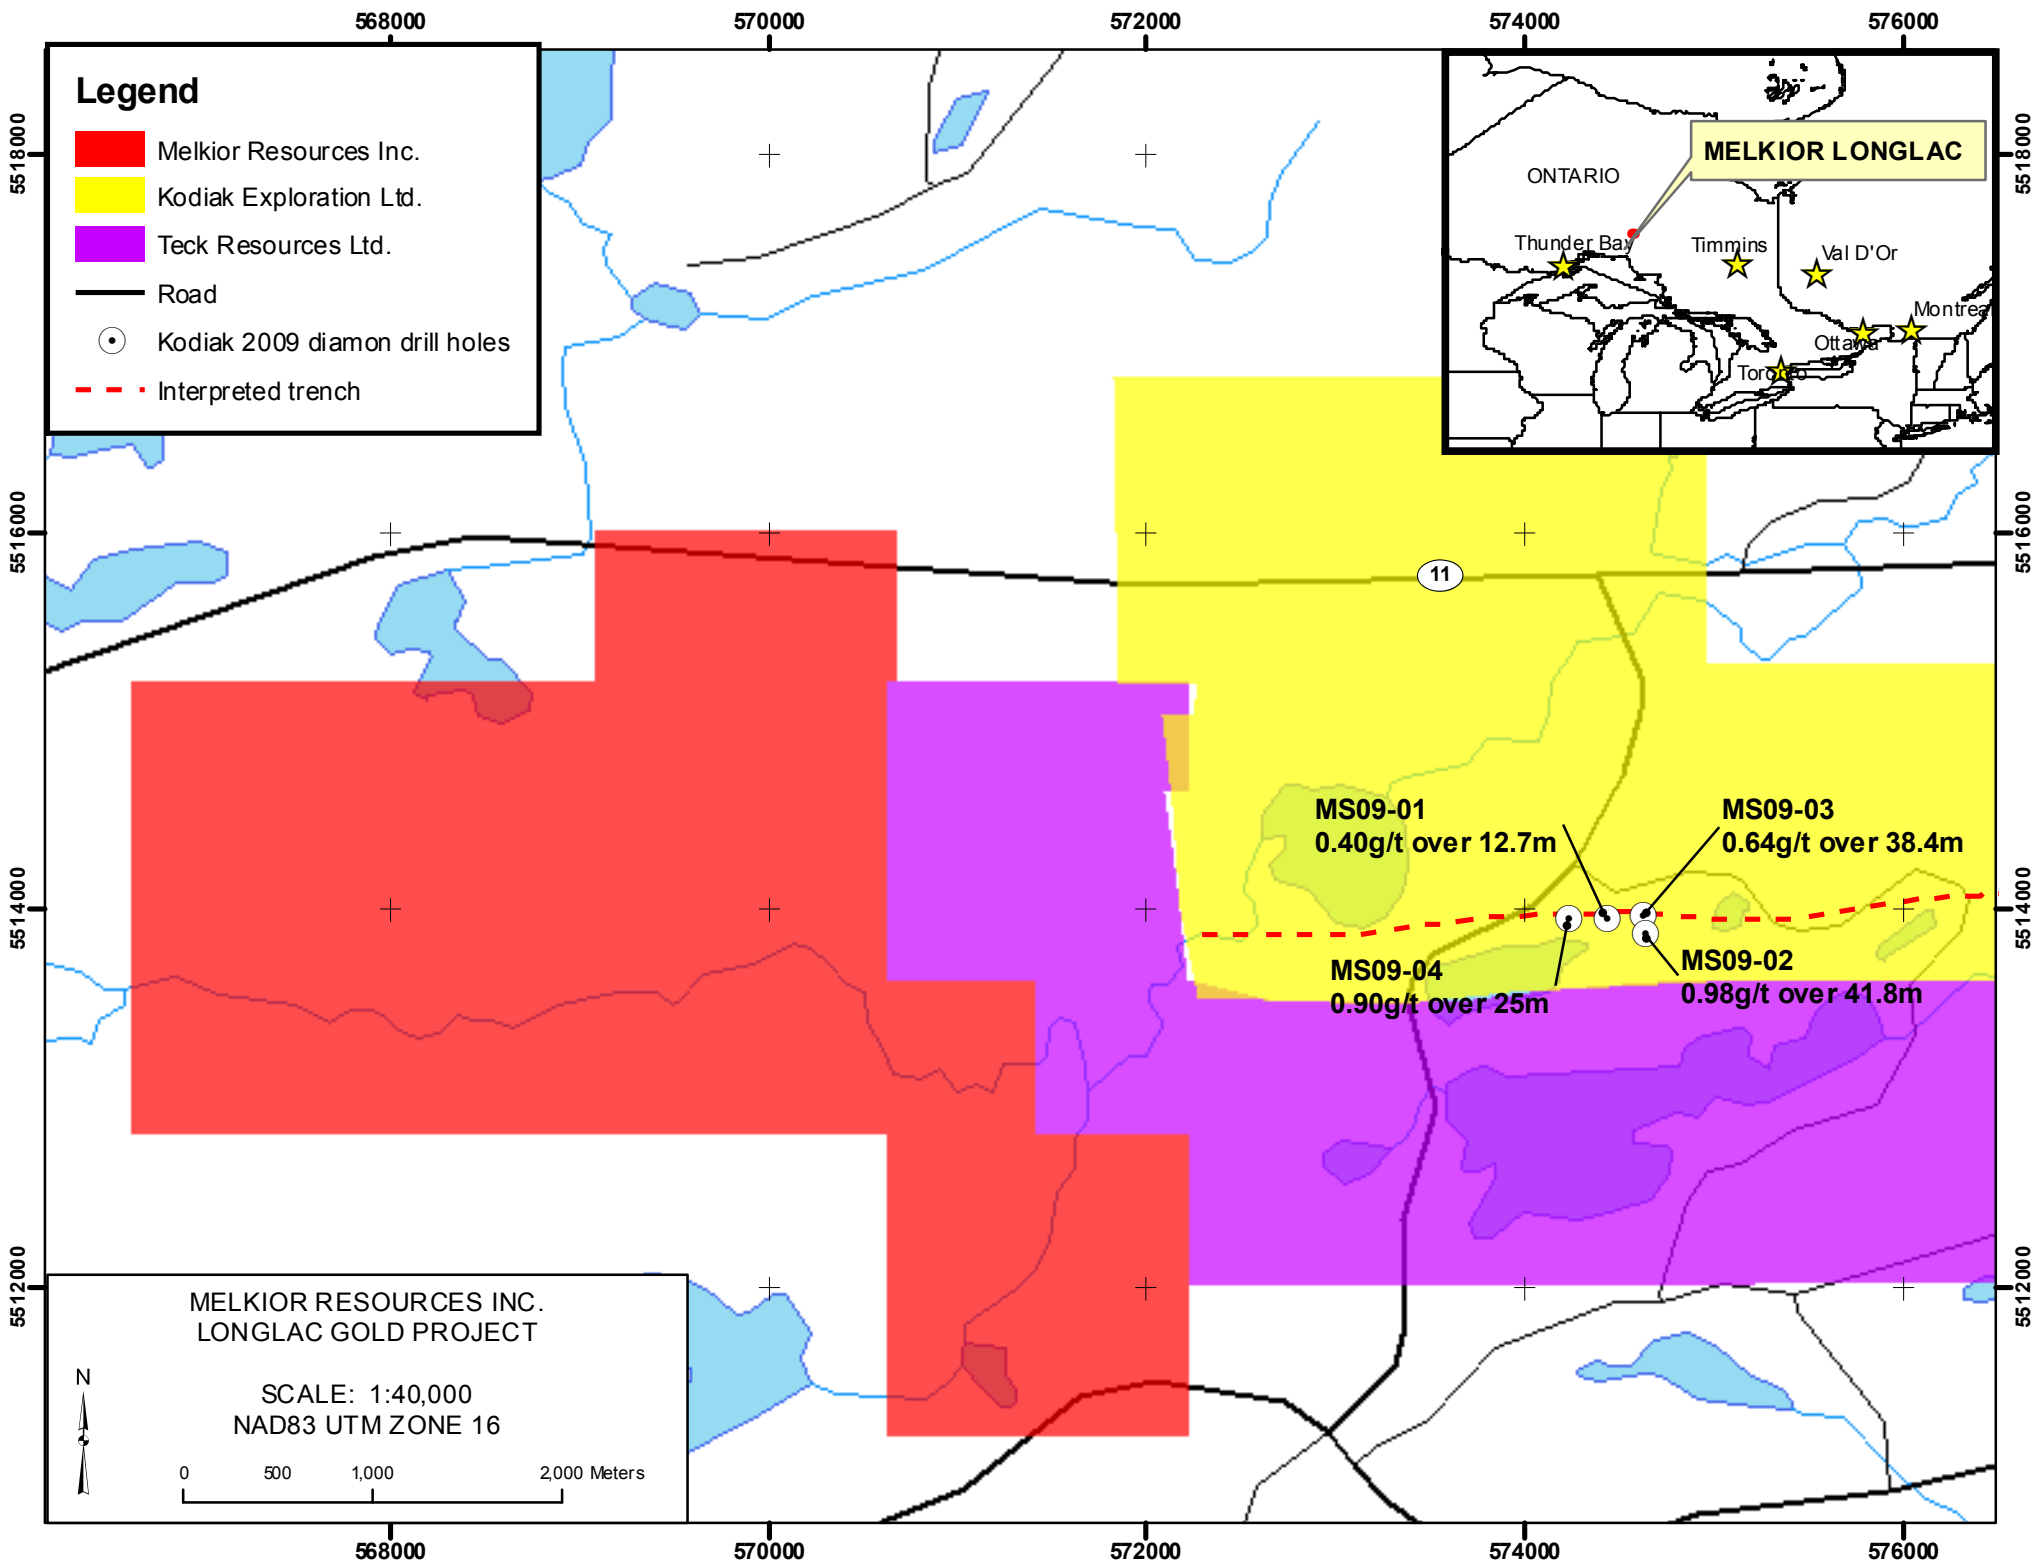 568000
570000
572000
574000
576000
Legend
Melkior Resources Inc.
Kodiak Exploration Ltd.
Teck Resources Ltd.
Road
Kodiak 2009 diamon drill holes
Interpreted trench
MELKIOR LONGLAC
ONTARIO
Thunder Bay
Timmins
Val D'Or
Montreal
Ottawa
Toronto
5518000
5518000
5516000
5516000
11
MS09-01
0.40g/t over 12.7m
MS09-03
0.64g/t over 38.4m
5514000
5514000
MS09-04
0.90g/t over 25m
MS09-02
0.98g/t over 41.8m
5512000
5512000
MELKIOR RESOURCES INC.
LONGLAC GOLD PROJECT
N
SCALE: 1:40,000
NAD83 UTM ZONE 16
0 500 1,000 2,000 Meters
568000
570000
572000
574000
576000